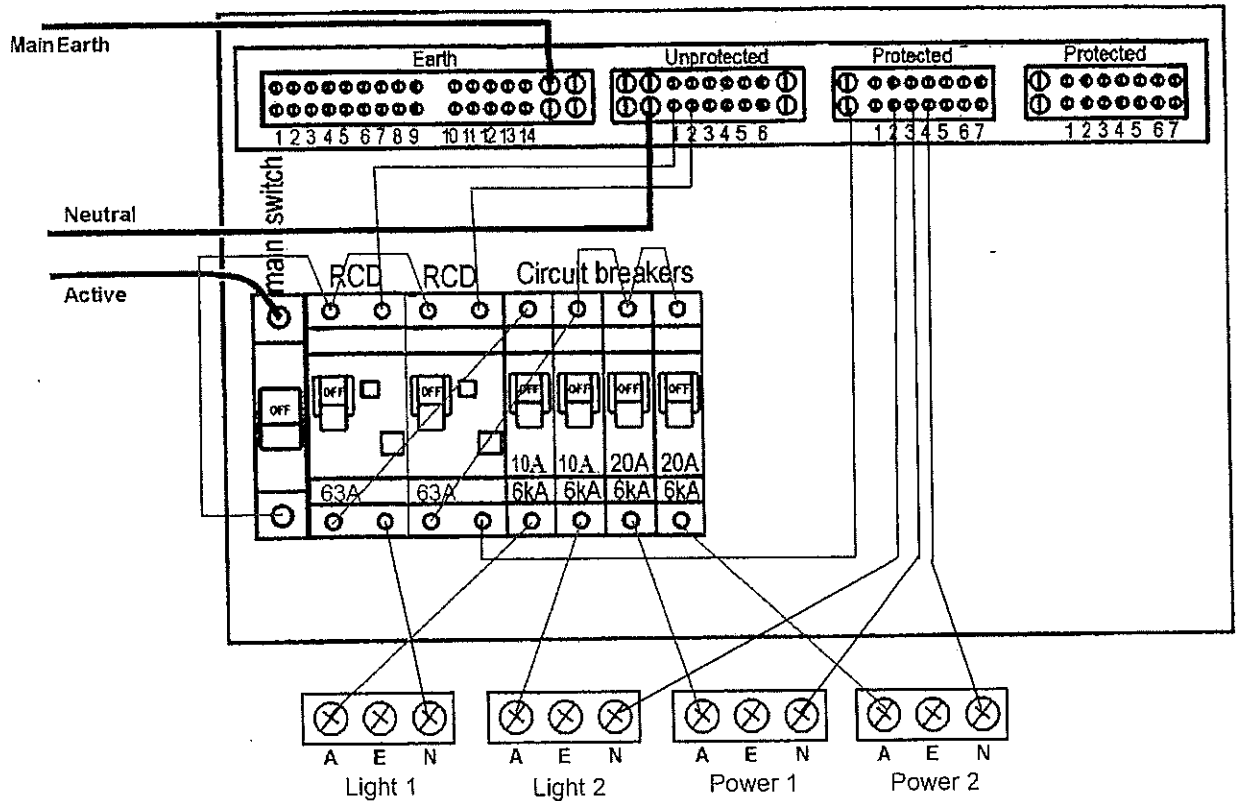 Main Earth
Earth
Unprotected
Protected
Protected
1 2 3 4 5 6 7 8 9 10 11 12 13 14
1 2 3 4 5 6
1 2 3 4 5 6 7
1 2 3 4 5 6 7
main switch
Neutral
Active
RCD
RCD
Circuit breakers
OFF
OFF
OFF
OFF
OFF
OFF
OFF
10A
10A
20A
20A
63A
63A
6kA
6kA
6kA
6kA
A E N
A E N
A E N
A E N
Light 1
Light 2
Power 1
Power 2